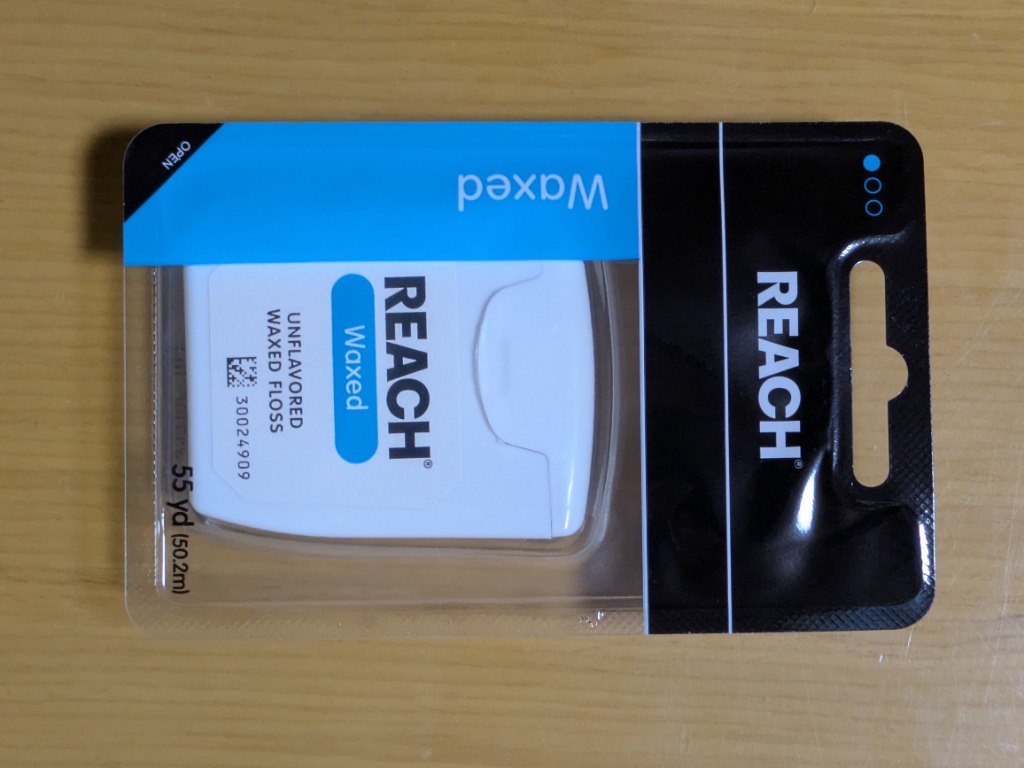 REACH
Waxed
REACH®
Waxed
UNFLAVORED
WAXED FLOSS
30024909
55 yd (50.2m)
OPEN